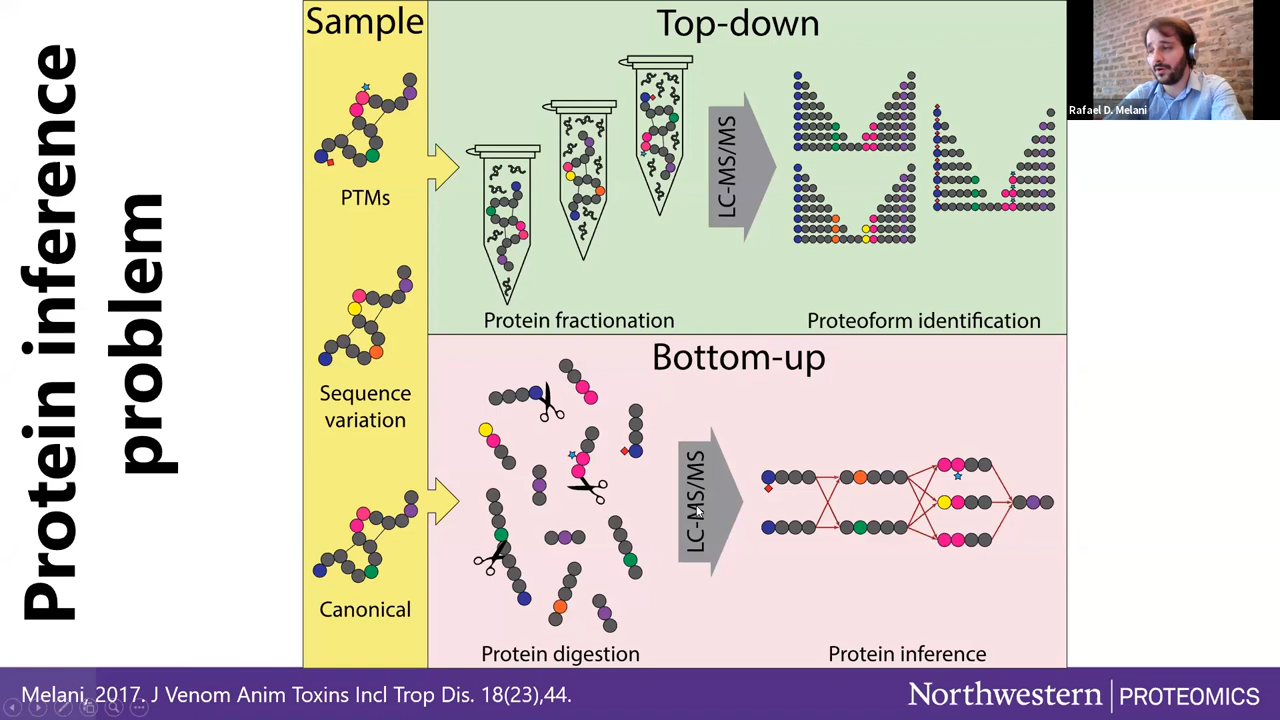 Protein inference
problem
Sample
PTMs
Sequence
variation
Canonical
Top-down
LC-MS/MS
Protein fractionation
Proteoform identification
Bottom-up
LC-MS/MS
Protein digestion
Protein inference
Rafael D. Melani
Melani, 2017. J Venom Anim Toxins Incl Trop Dis. 18(23),44.
Northwestern | PROTEOMICS